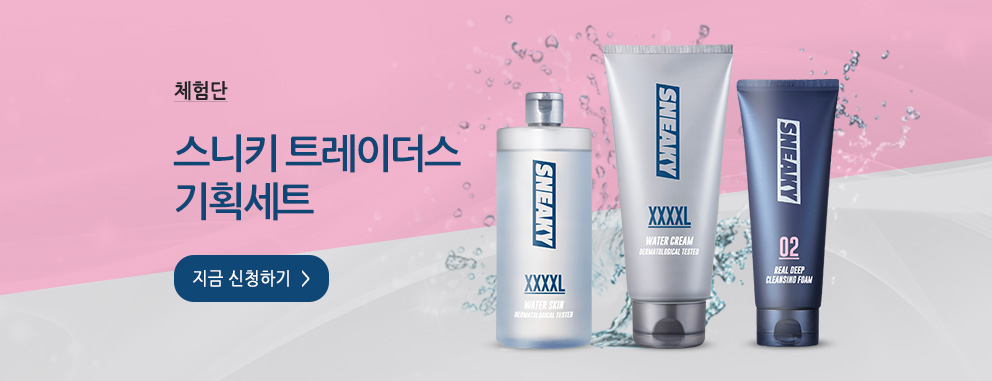 체험단
스니키 트레이더스
기획세트
지금 신청하기 >
SNEAKY
XXXXL
WATER SKIN
DERMATOLOGICAL TESTED
SNEAKY
XXXXL
WATER CREAM
DERMATOLOGICAL TESTED
SNEAKY
02
REAL DEEP
CLEANSING FOAM